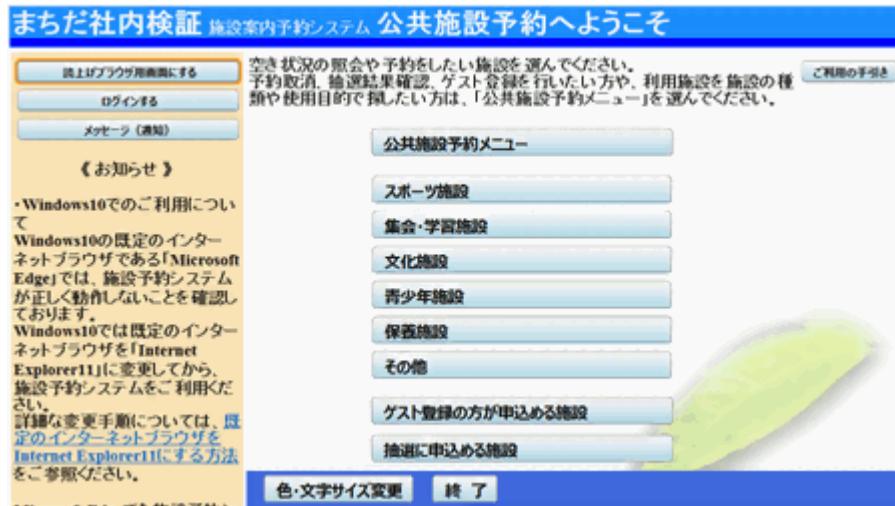 まちだ社内検証 施設案内予約システム 公共施設予約へようこそ
読上げブラウザ用画面にする
ログインする
メッセージ（通知）
《お知らせ》
・Windows10でのご利用につい
て
Windows10の既定のインター
ネットブラウザである「Microsoft
Edge」では、施設予約システム
が正しく動作しないことを確認し
ております。
Windows10では既定のインター
ネットブラウザを「Internet
Explorer11」に変更してから、
施設予約システムをご利用くだ
さい。
詳細な変更手順については、既
定のインターネットブラウザを
Internet Explorer11にする方法
をご参照ください。
空き状況の照会や予約をしたい施設を選んでください。
予約取消、抽選結果確認、ゲスト登録を行いたい方や、利用施設を施設の種
類や使用目的で探したい方は、「公共施設予約メニュー」を選んでください。
ご利用の手引き
公共施設予約メニュー
スポーツ施設
集会・学習施設
文化施設
青少年施設
保養施設
その他
ゲスト登録の方が申込める施設
抽選に申込める施設
色・文字サイズ変更
終了